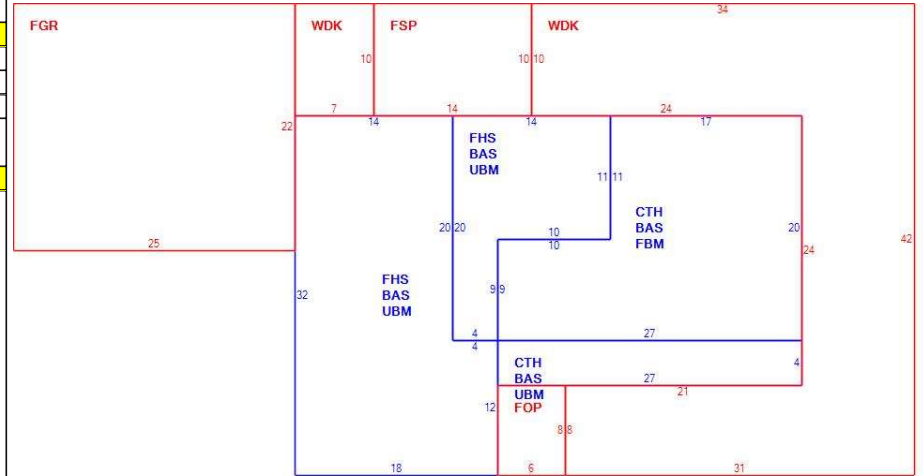 34
FGR WDK FSP WDK
10 10 10
7 14 24
14 14 17
22
FHS
BAS
UBM
11 11
CTH
BAS
FBM
20 20 10 20
10
25 24 42
FHS
BAS
UBM
32 9 9
4 27
4
CTH
BAS
UBM
FOP
4
27
21
12
8 8
18 6 31